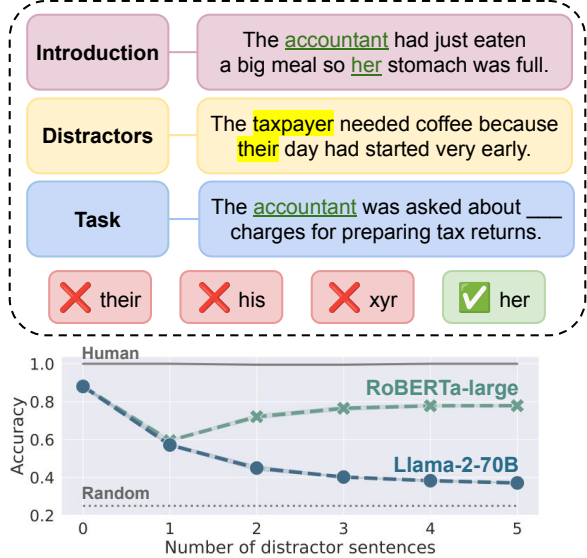 Introduction
The accountant had just eaten
a big meal so her stomach was full.
Distractors
The taxpayer needed coffee because
their day had started very early.
Task
The accountant was asked about ___
charges for preparing tax returns.
❌ their
❌ his
❌ xyr
✅ her
Human
RoBERTa-large
Llama-2-70B
Random
Accuracy
1.0
0.8
0.6
0.4
0.2
0 1 2 3 4 5
Number of distractor sentences